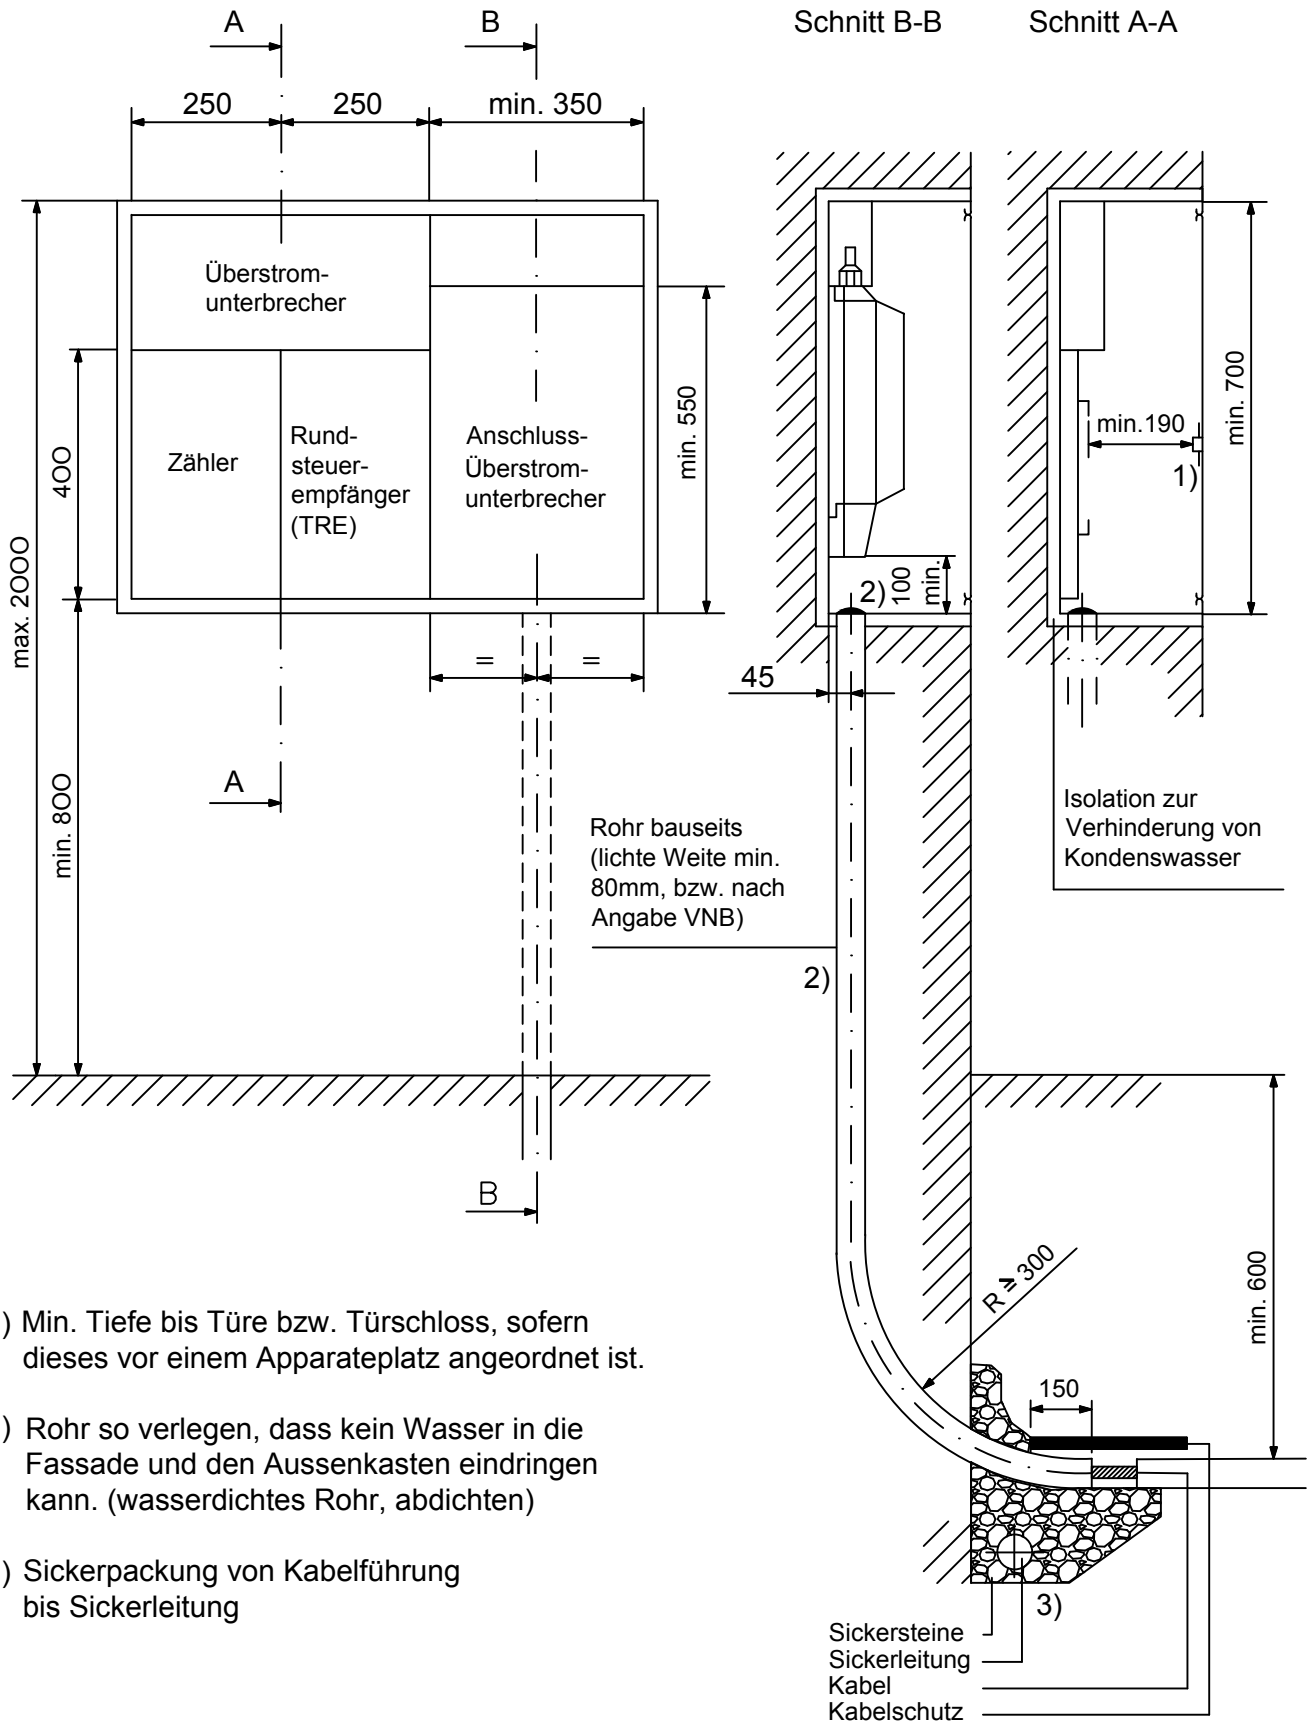 A
B
Schnitt B-B
Schnitt A-A
250
250
min. 350
Überstrom-
unterbrecher
Zähler
Rund-
steuer-
empfänger
(TRE)
Anschluss-
Überstrom-
unterbrecher
400
max. 2000
min. 800
min. 550
=
=
A
B
2)
100
min.
45
min.190
1)
min. 700
Rohr bauseits
(lichte Weite min.
80mm, bzw. nach
Angabe VNB)
2)
Isolation zur
Verhinderung von
Kondenswasser
R ≥ 300
150
min. 600
3)
Sickersteine
Sickerleitung
Kabel
Kabelschutz
) Min. Tiefe bis Türe bzw. Türschloss, sofern
dieses vor einem Apparateplatz angeordnet ist.
) Rohr so verlegen, dass kein Wasser in die
Fassade und den Aussenkasten eindringen
kann. (wasserdichtes Rohr, abdichten)
) Sickerpackung von Kabelführung
bis Sickerleitung